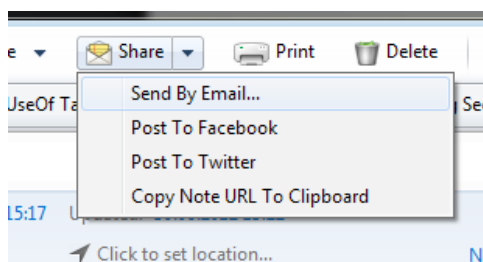 e Share Print Delete
UseOf Ta
Send By Email...
Post To Facebook
Post To Twitter
Copy Note URL To Clipboard
15:17
Click to set location...
N